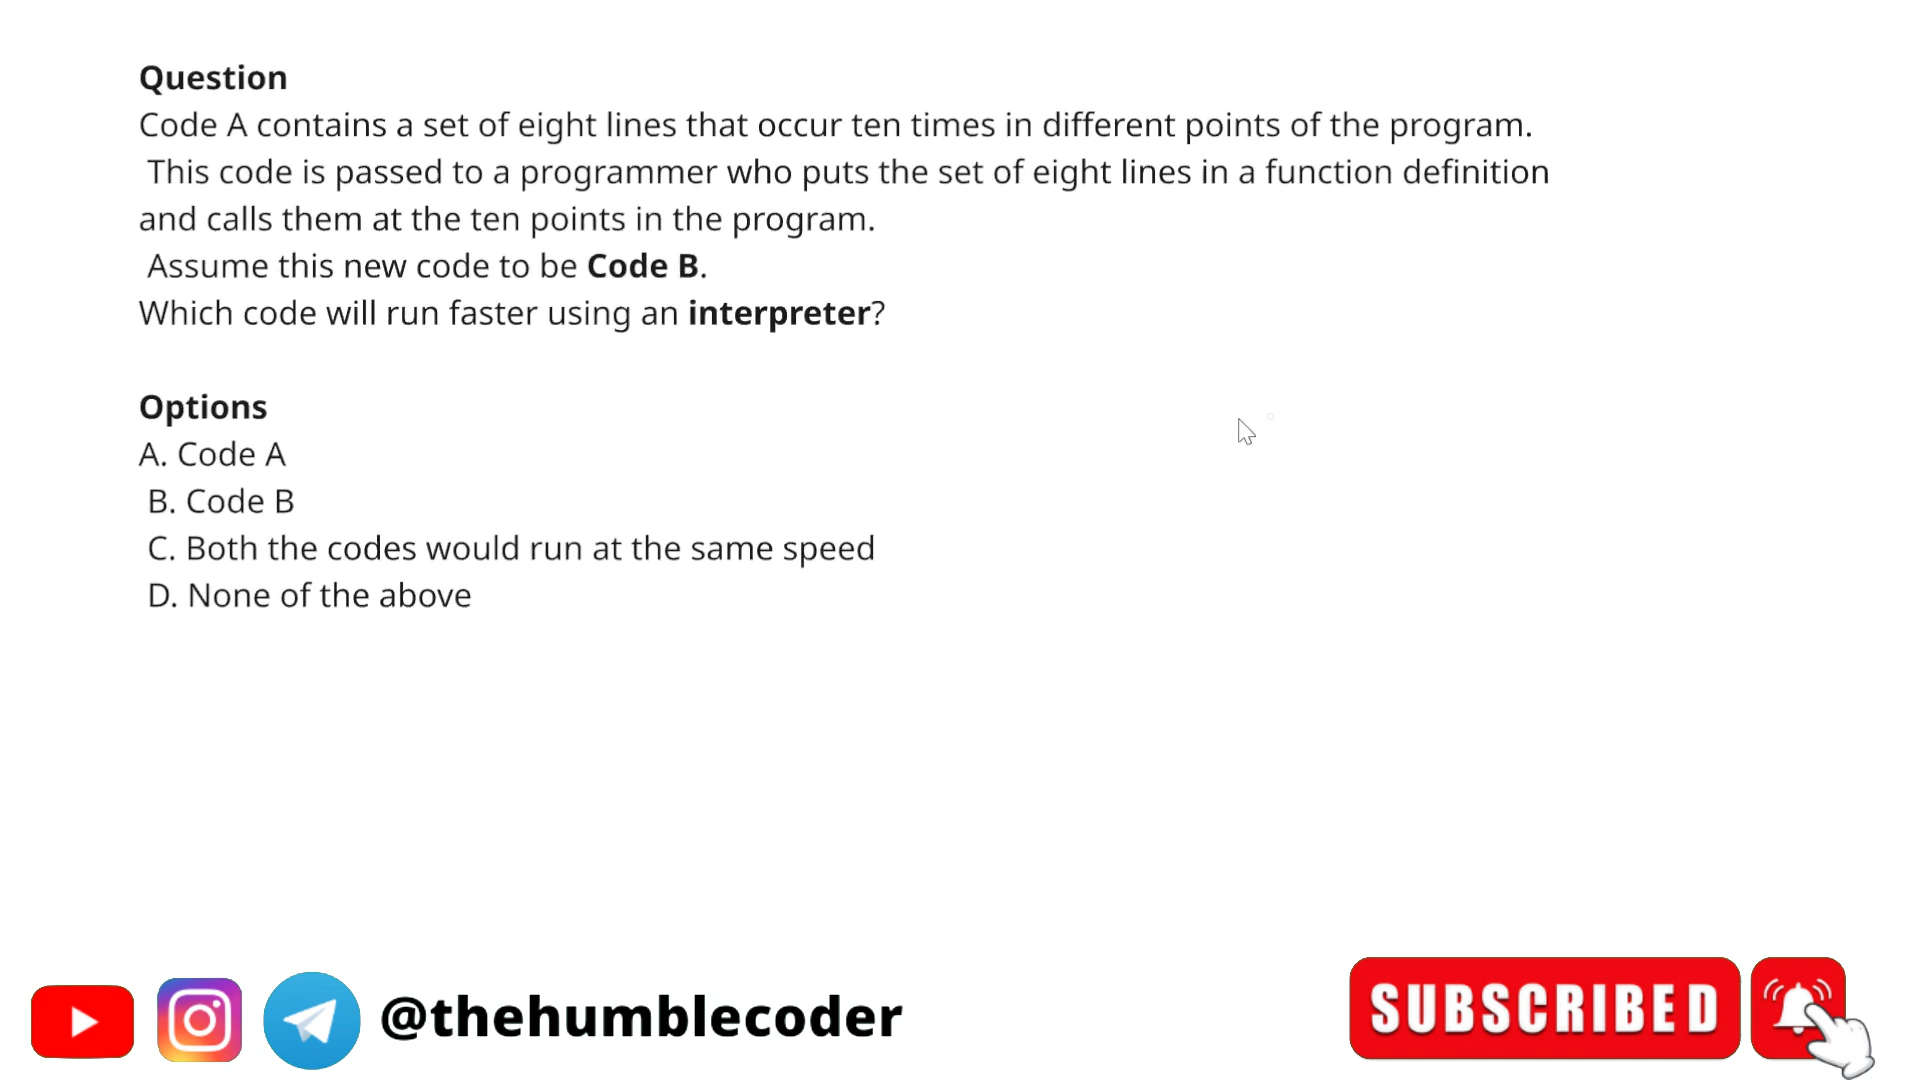 Question
Code A contains a set of eight lines that occur ten times in different points of the program.
This code is passed to a programmer who puts the set of eight lines in a function definition
and calls them at the ten points in the program.
Assume this new code to be Code B.
Which code will run faster using an interpreter?
Options
A. Code A
B. Code B
C. Both the codes would run at the same speed
D. None of the above
@thehumblecoder
SUBSCRIBED